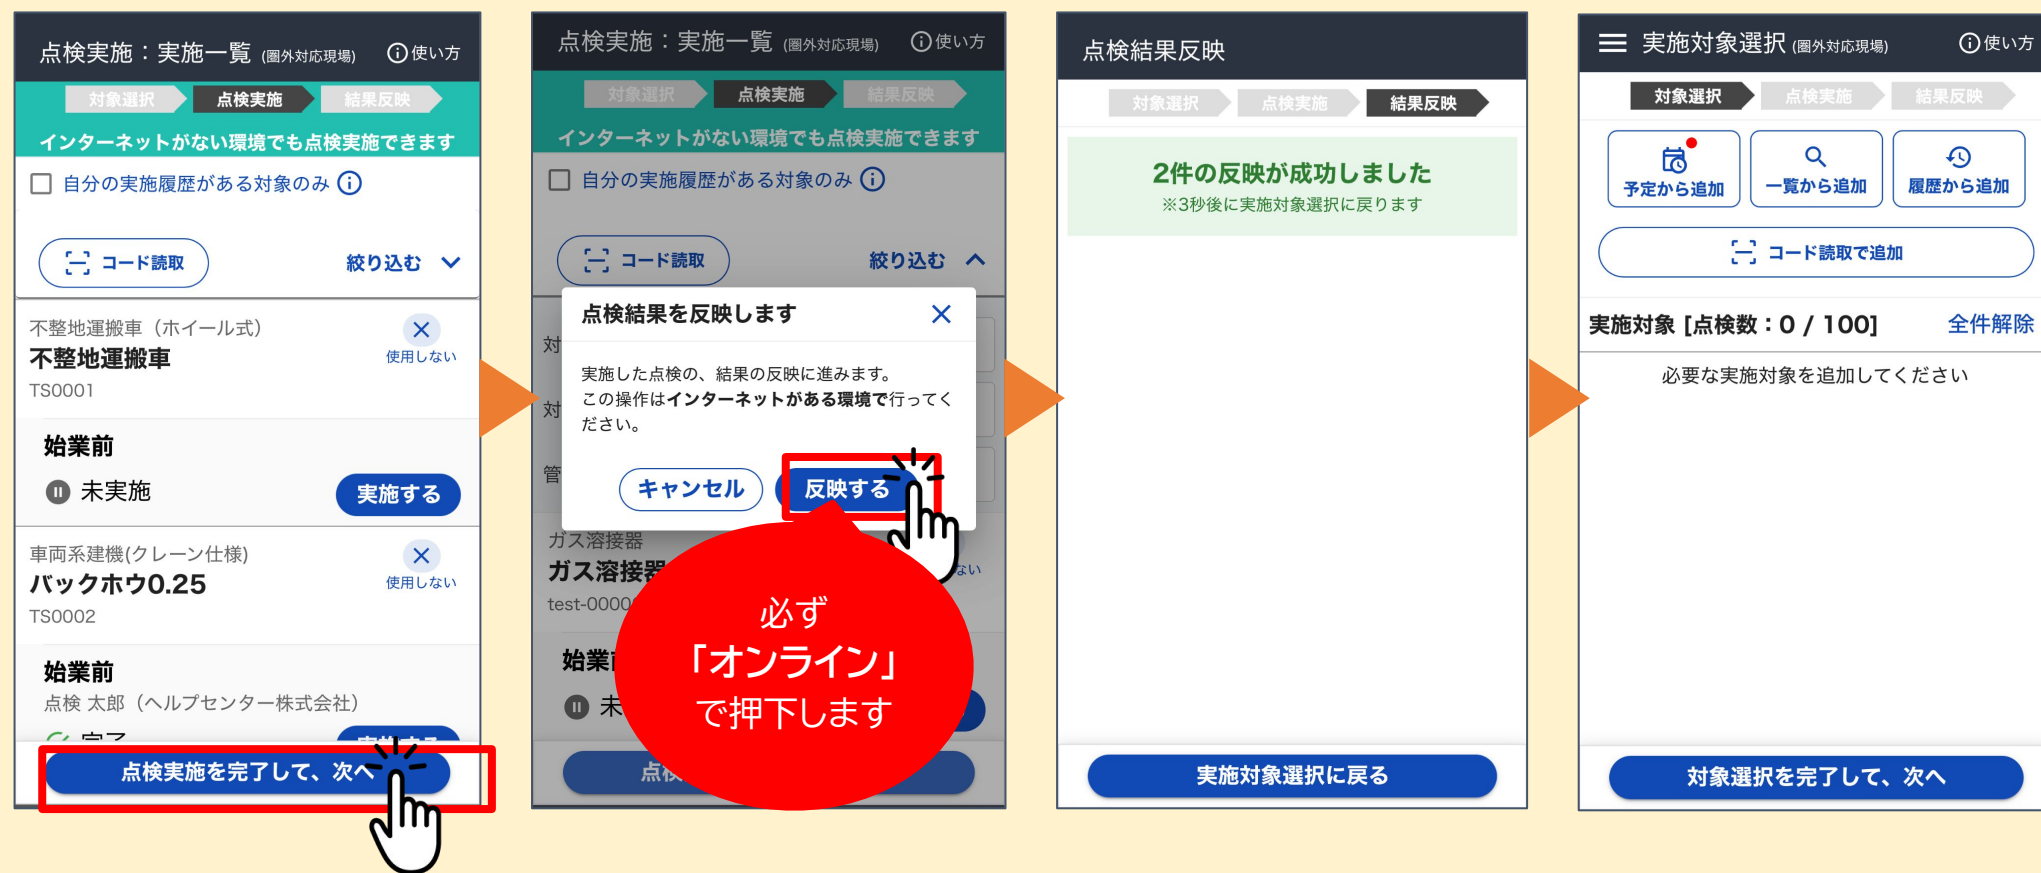 点検実施：実施一覧 (圏外対応現場) 使い方
対象選択 点検実施 結果反映
インターネットがない環境でも点検実施できます
自分の実施履歴がある対象のみ
コード読取 絞り込む
不整地運搬車（ホイール式）
不整地運搬車
使用しない
TS0001
始業前
未実施 実施する
車両系建機(クレーン仕様)
バックホウ0.25
使用しない
TS0002
始業前
点検 太郎（ヘルプセンター株式会社）
完了 実施する
点検実施を完了して、次へ
点検実施：実施一覧 (圏外対応現場) 使い方
対象選択 点検実施 結果反映
インターネットがない環境でも点検実施できます
自分の実施履歴がある対象のみ
コード読取 絞り込む
点検結果を反映します
対
実施した点検の、結果の反映に進みます。
この操作はインターネットがある環境で行ってく
ださい。
対
管
キャンセル 反映する
ガス溶接器
ガス溶接器
ない
test-0000
始業前
未
点検
必ず
「オンライン」
で押下します
点検結果反映
対象選択 点検実施 結果反映
2件の反映が成功しました
※3秒後に実施対象選択に戻ります
実施対象選択に戻る
実施対象選択 (圏外対応現場) 使い方
対象選択 点検実施 結果反映
予定から追加 一覧から追加 履歴から追加
コード読取で追加
実施対象 [点検数：0 / 100] 全件解除
必要な実施対象を追加してください
対象選択を完了して、次へ